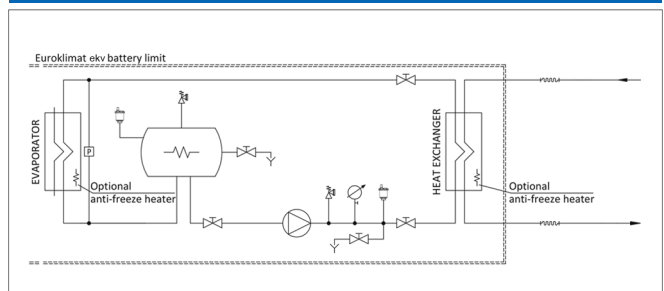 Euroklimat ekv battery limit
EVAPORATOR
P
Optional
anti-freeze heater
HEAT EXCHANGER
Optional
anti-freeze heater